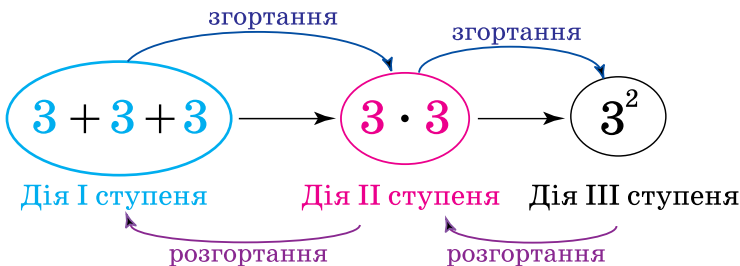 згортання
згортання
3 + 3 + 3
3 · 3
3²
Дія I ступеня
Дія II ступеня
Дія III ступеня
розгортання
розгортання